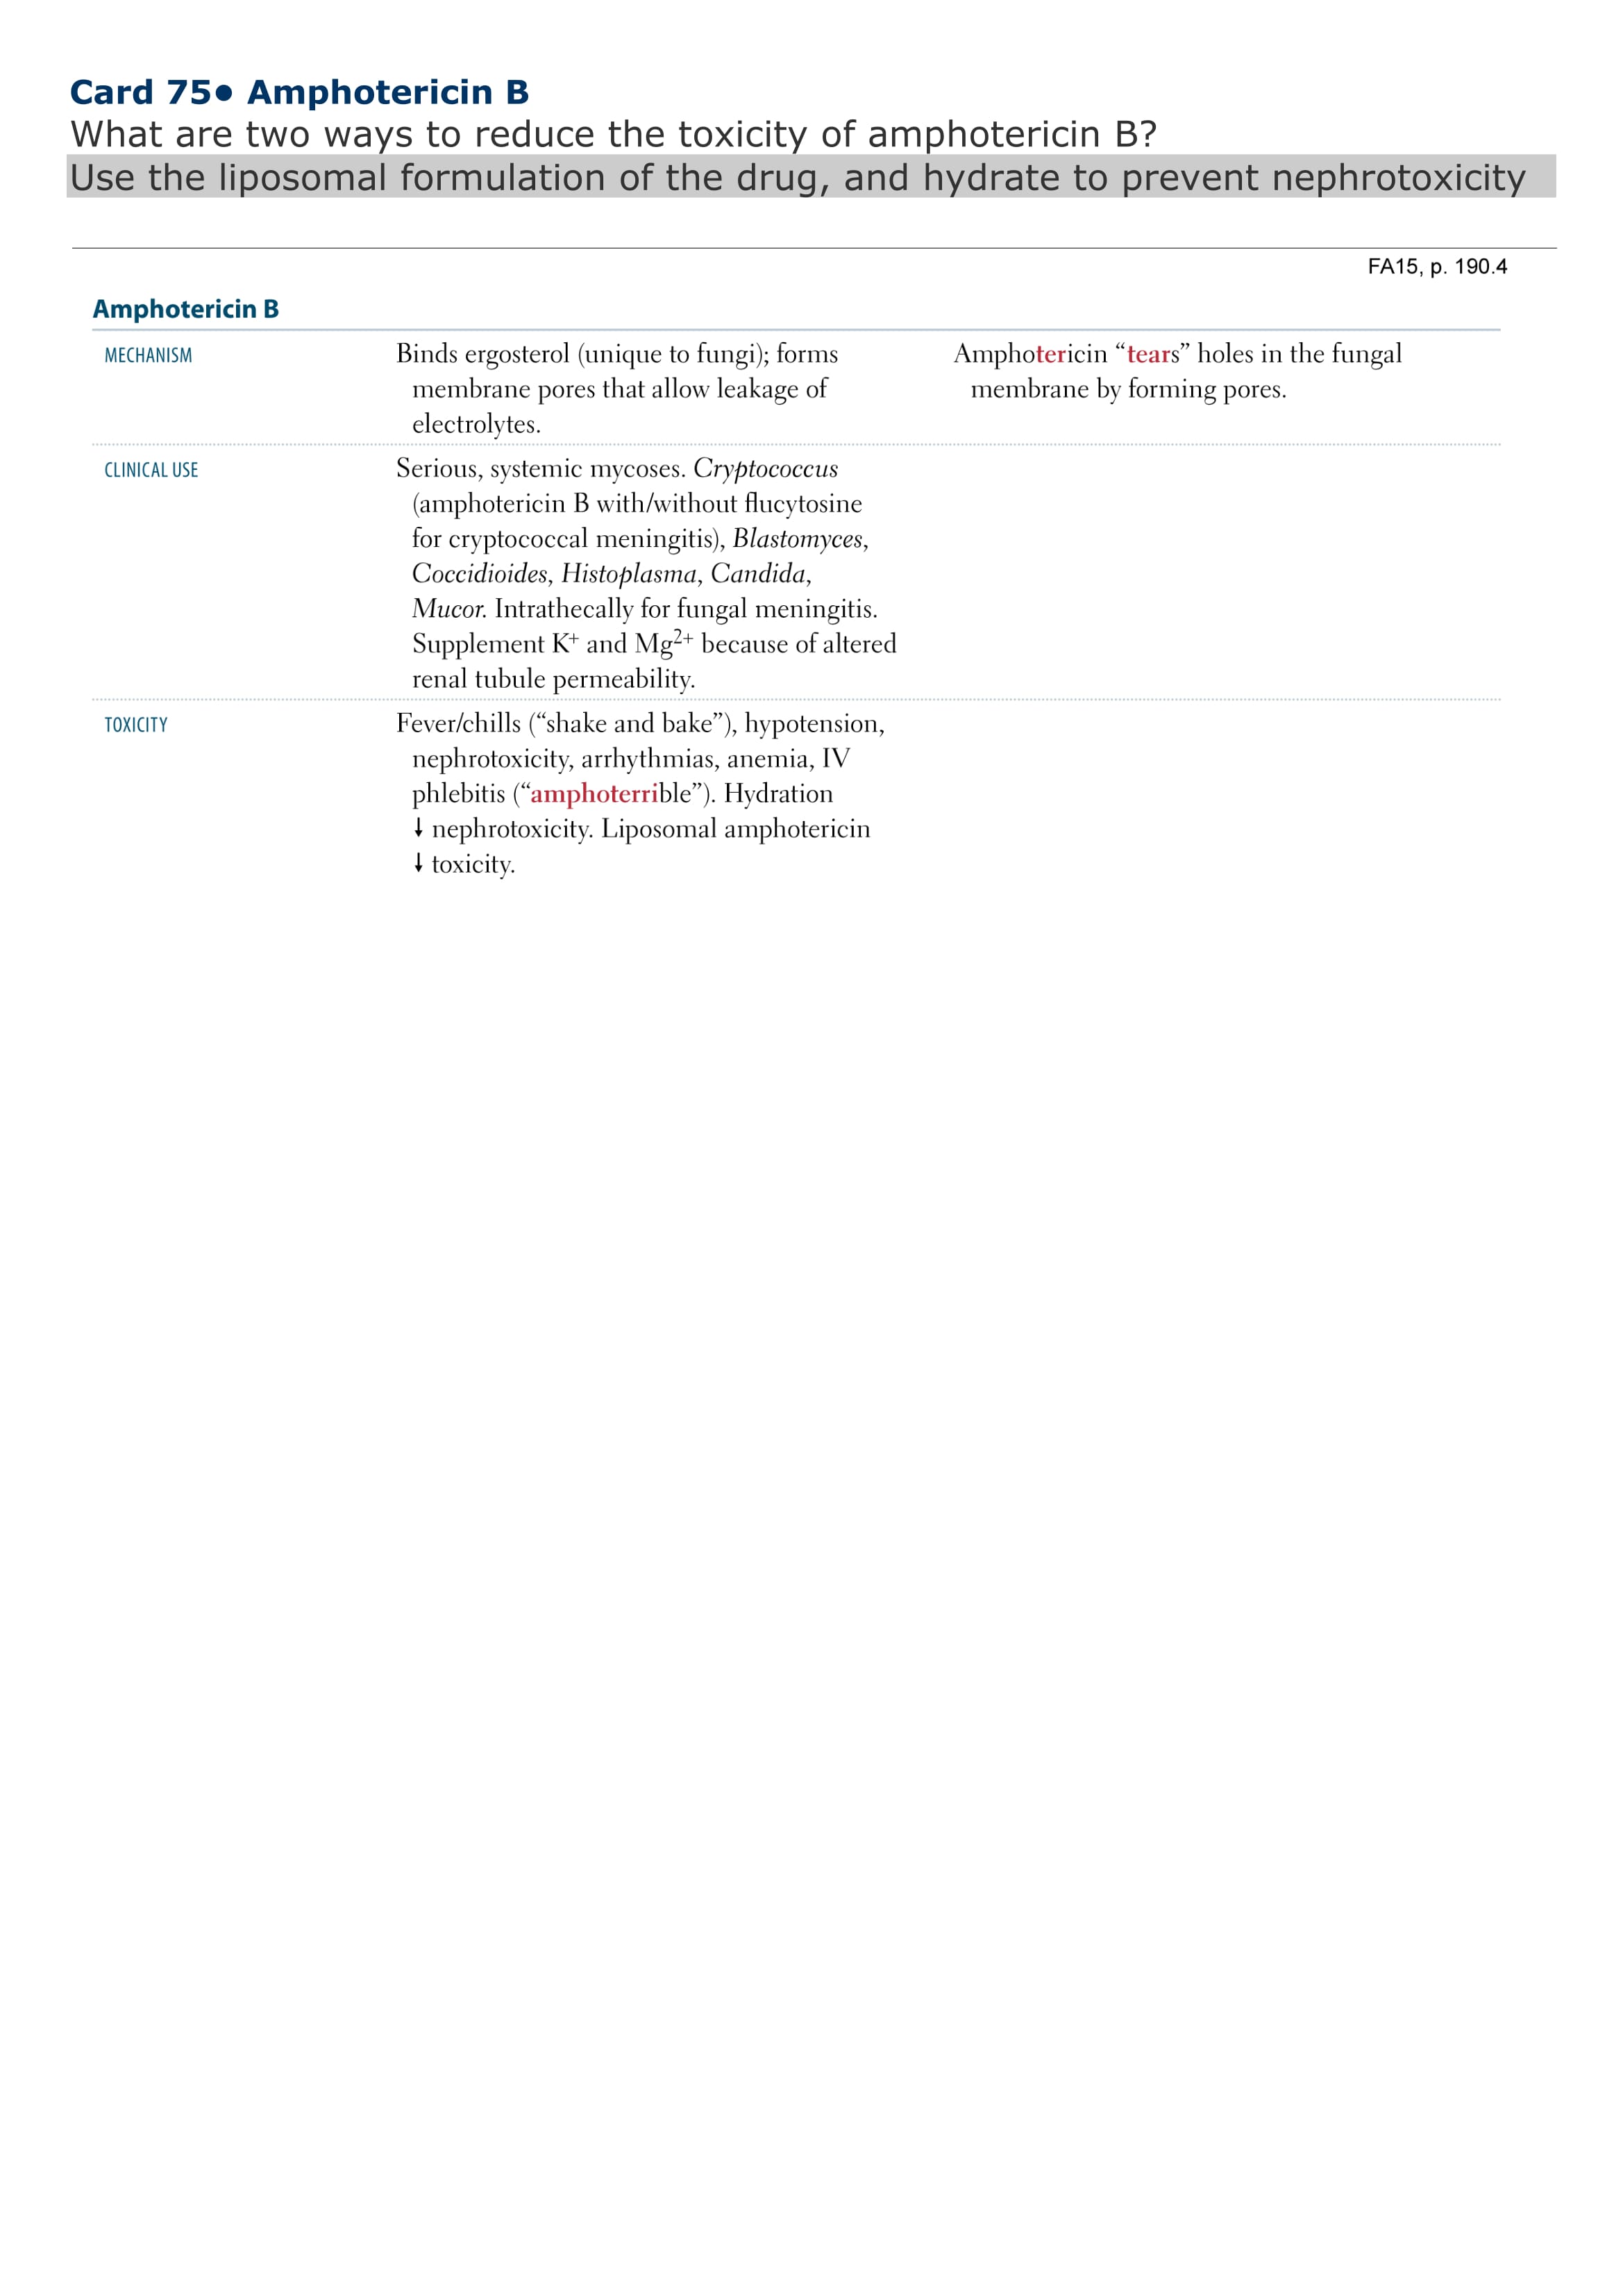 Card 75● Amphotericin B
What are two ways to reduce the toxicity of amphotericin B?
Use the liposomal formulation of the drug, and hydrate to prevent nephrotoxicity
FA15, p. 190.4
Amphotericin B
MECHANISM
Binds ergosterol (unique to fungi); forms
membrane pores that allow leakage of
electrolytes.
Amphotericin “tears” holes in the fungal
membrane by forming pores.
CLINICAL USE
Serious, systemic mycoses. Cryptococcus
(amphotericin B with/without flucytosine
for cryptococcal meningitis), Blastomyces,
Coccidioides, Histoplasma, Candida,
Mucor. Intrathecally for fungal meningitis.
Supplement K⁺ and Mg²⁺ because of altered
renal tubule permeability.
TOXICITY
Fever/chills (“shake and bake”), hypotension,
nephrotoxicity, arrhythmias, anemia, IV
phlebitis (“amphoterrible”). Hydration
↓ nephrotoxicity. Liposomal amphotericin
↓ toxicity.